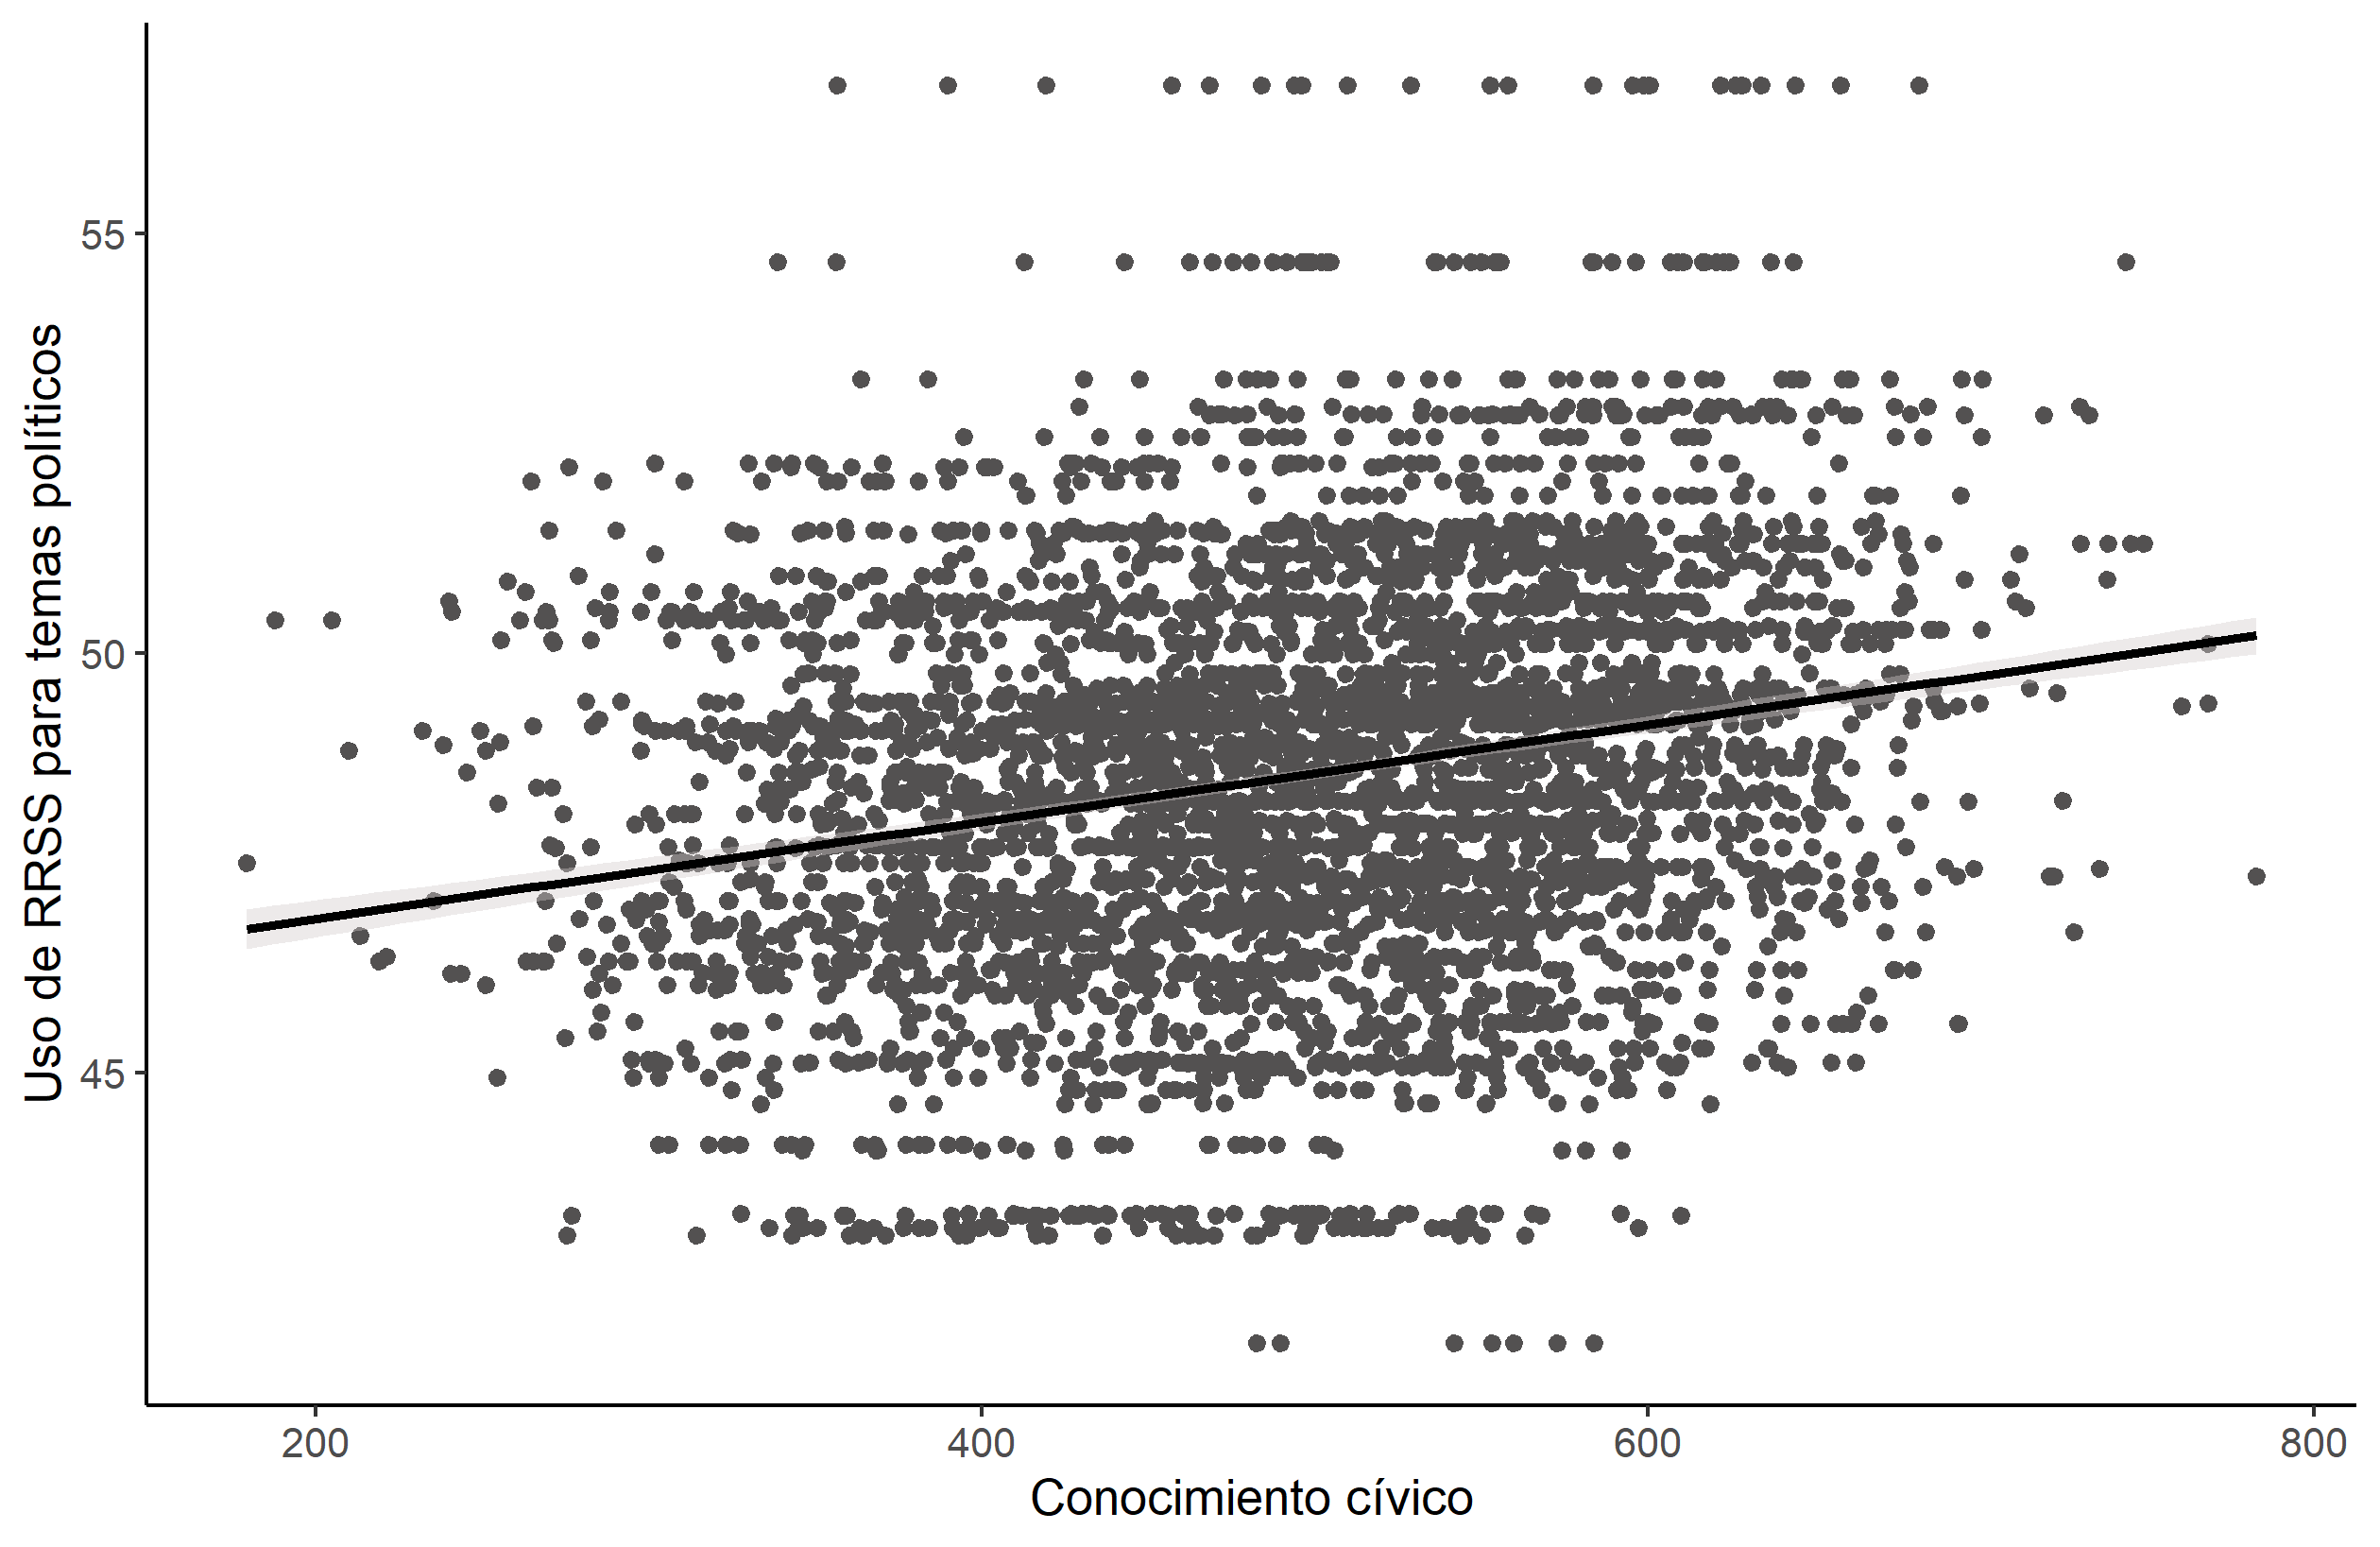 Uso de RRSS para temas políticos
55
50
45
200 400 600 800
Conocimiento cívico